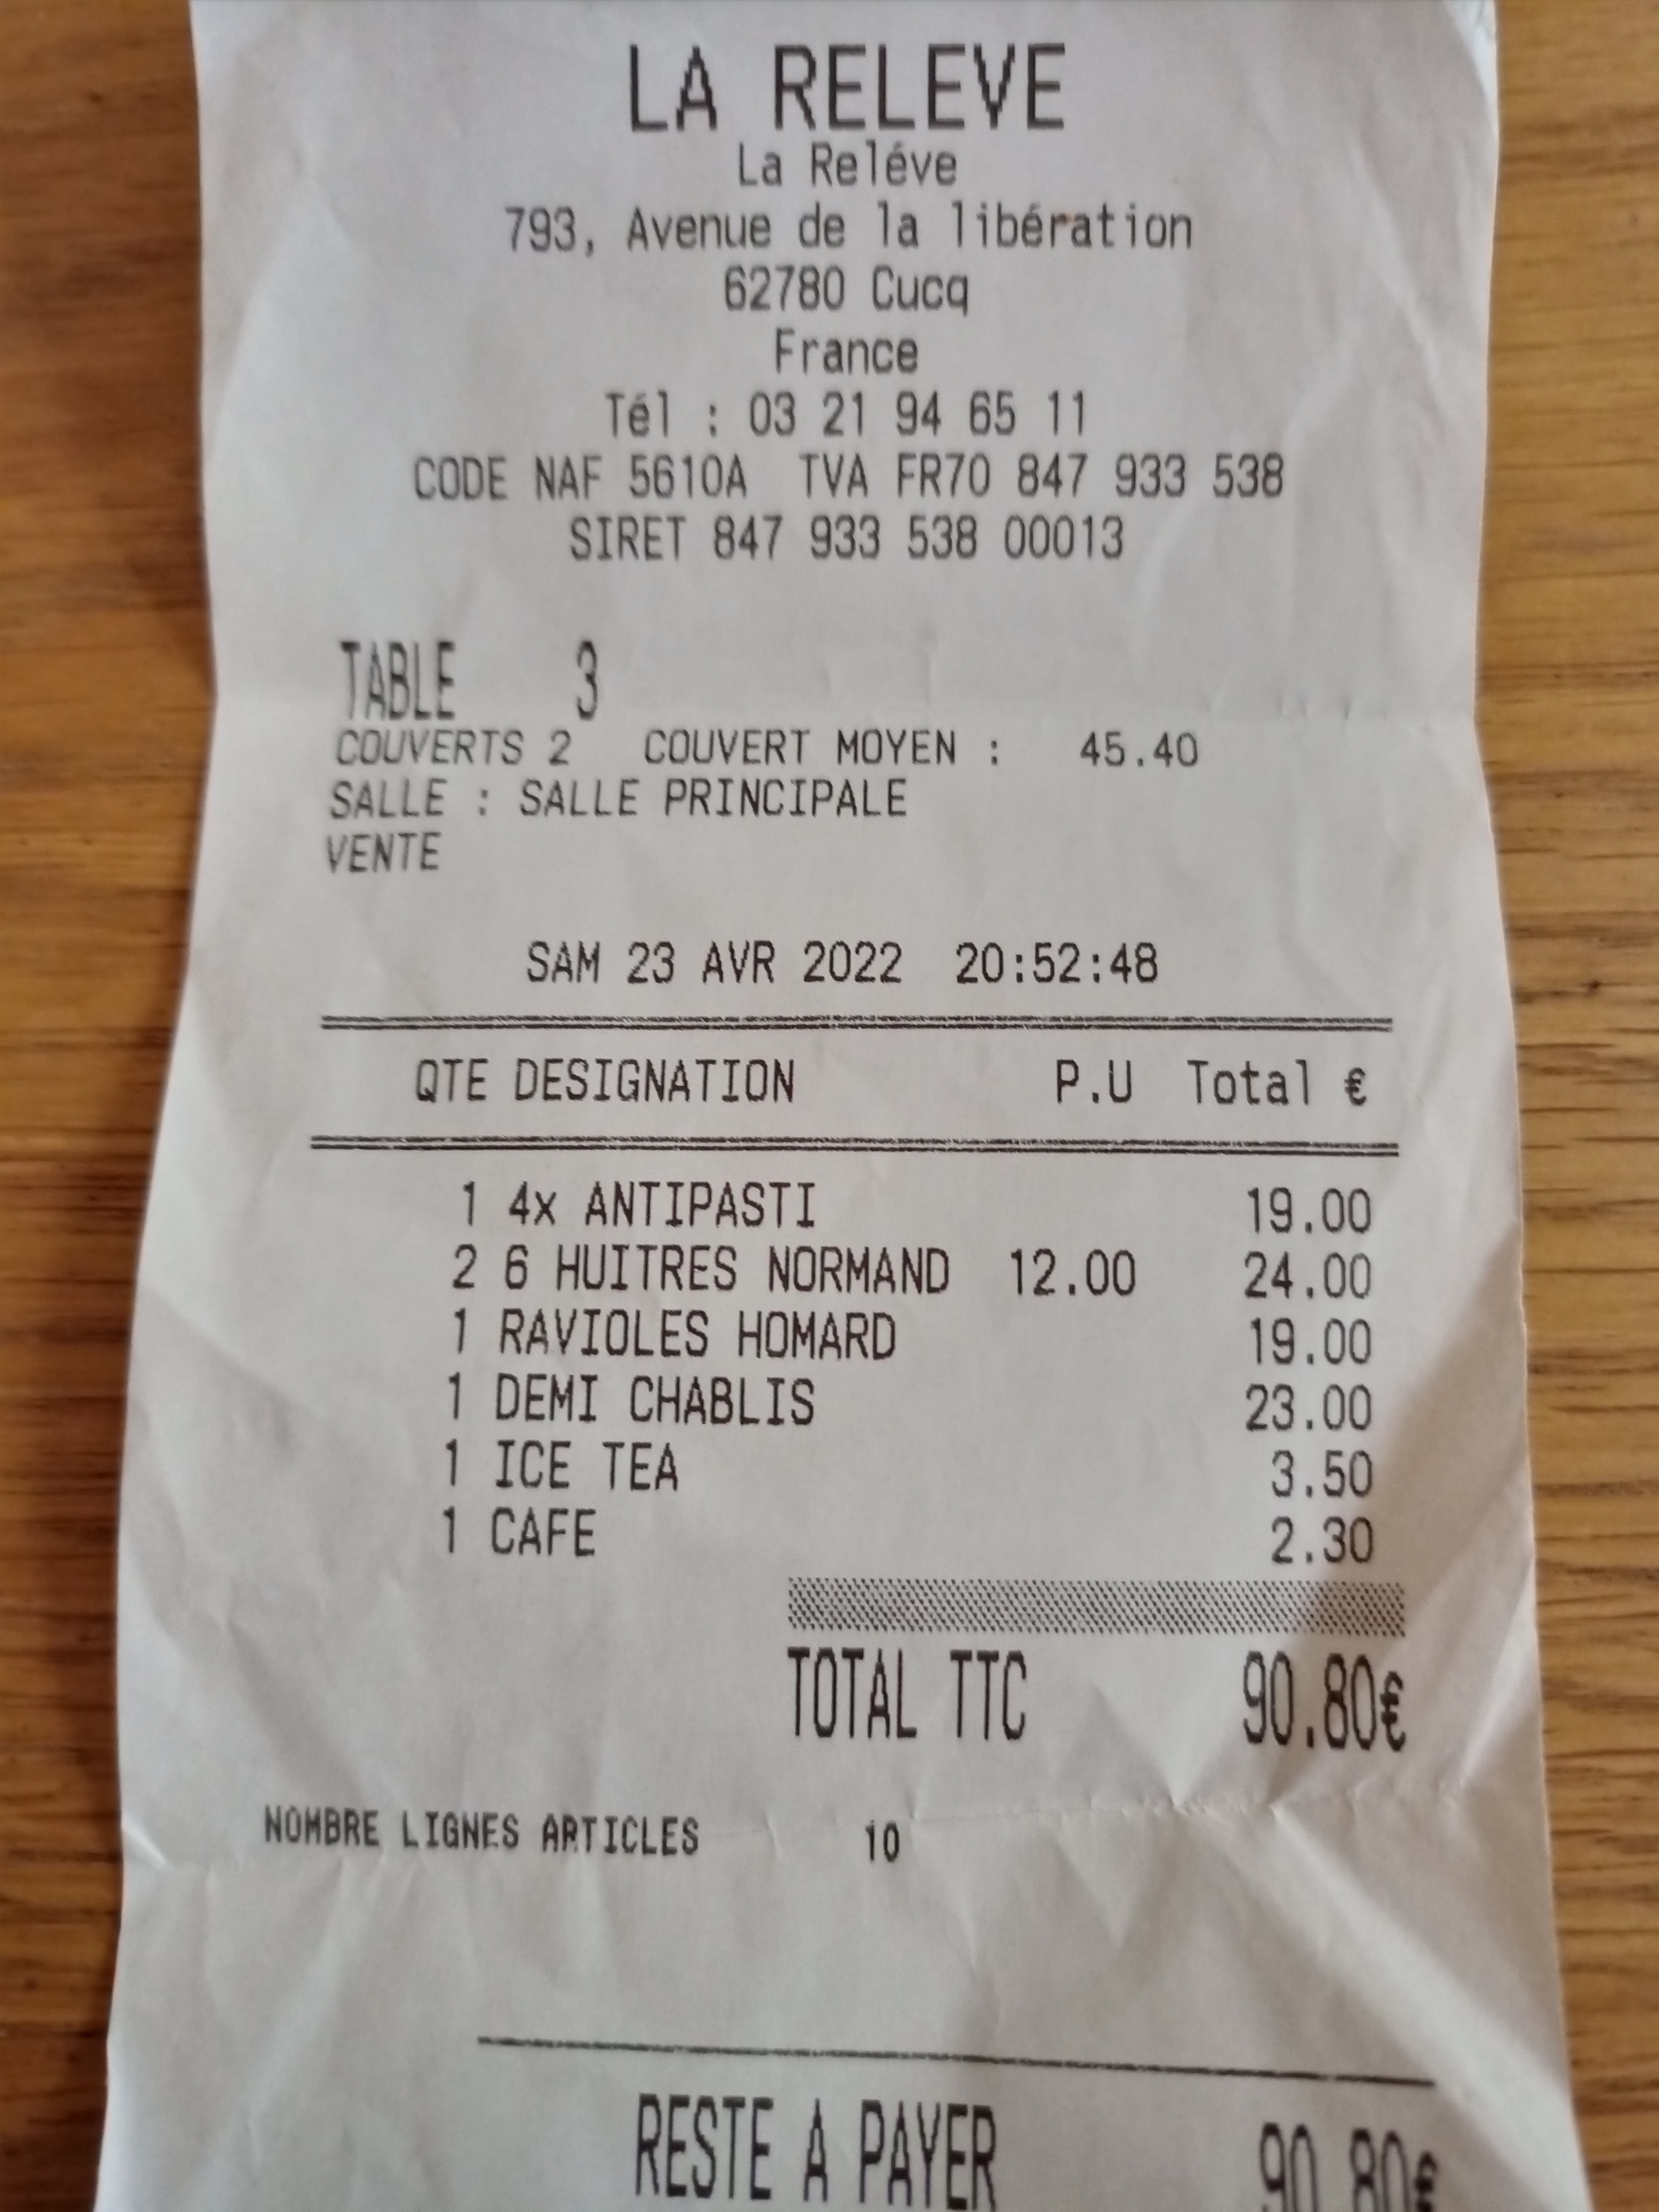 LA RELEVE
La Reléve
793, Avenue de la libération
62780 Cucq
France
Tél : 03 21 94 65 11
CODE NAF 5610A TVA FR70 847 933 538
SIRET 847 933 538 00013
TABLE 3
COUVERTS 2 COUVERT MOYEN : 45.40
SALLE : SALLE PRINCIPALE
VENTE
SAM 23 AVR 2022 20:52:48
QTE DESIGNATION P.U Total €
1 4x ANTIPASTI 19.00
2 6 HUITRES NORMAND 12.00 24.00
1 RAVIOLES HOMARD 19.00
1 DEMI CHABLIS 23.00
1 ICE TEA 3.50
1 CAFE 2.30
TOTAL TTC 90.80€
NOMBRE LIGNES ARTICLES 10
RESTE A PAYER 90.80€